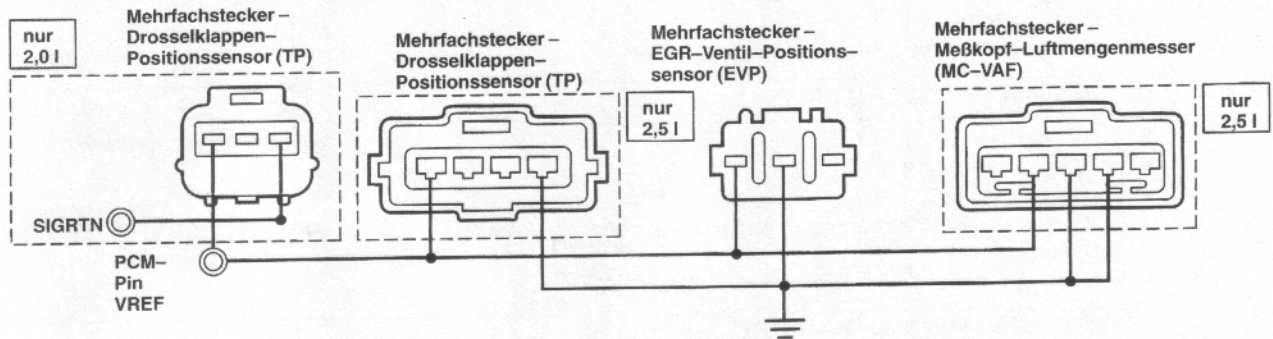 nur
2,0 l
Mehrfachstecker –
Drosselklappen–
Positionssensor (TP)
Mehrfachstecker –
Drosselklappen–
Positionssensor (TP)
nur
2,5 l
Mehrfachstecker –
EGR–Ventil–Positions–
sensor (EVP)
Mehrfachstecker –
Meßkopf–Luftmengenmesser
(MC–VAF)
nur
2,5 l
SIGRTN
PCM–
Pin
VREF